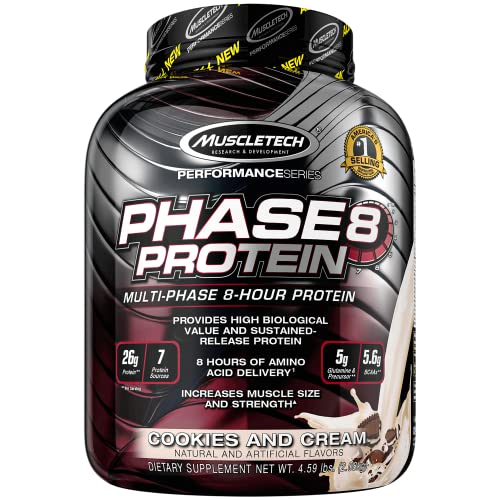 NEW
MUSCLETECH
RESEARCH & DEVELOPMENT
AMERICA'S
#1
SELLING
PERFORMANCE SERIES
PHASE8
PROTEIN
MULTI-PHASE 8-HOUR PROTEIN
PROVIDES HIGH BIOLOGICAL
VALUE AND SUSTAINED-
RELEASE PROTEIN
26g
Protein**
7
Protein
Sources
8 HOURS OF AMINO
ACID DELIVERY¹
5g
Glutamine &
Precursor**
5.6g
BCAAs**
INCREASES MUSCLE SIZE
AND STRENGTH▲
COOKIES AND CREAM
NATURAL AND ARTIFICIAL FLAVORS
DIETARY SUPPLEMENT NET WT. 4.59 lbs.